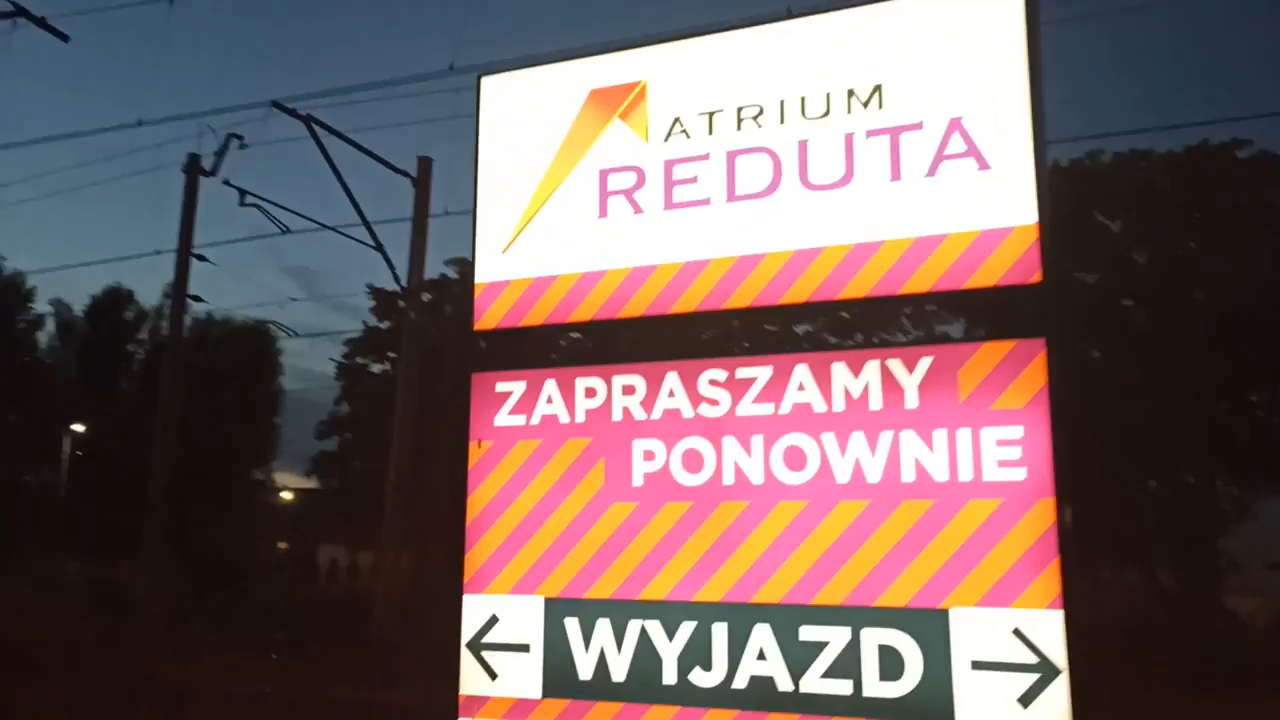 ATRIUM
REDUTA
ZAPRASZAMY
PONOWNIE
← WYJAZD →